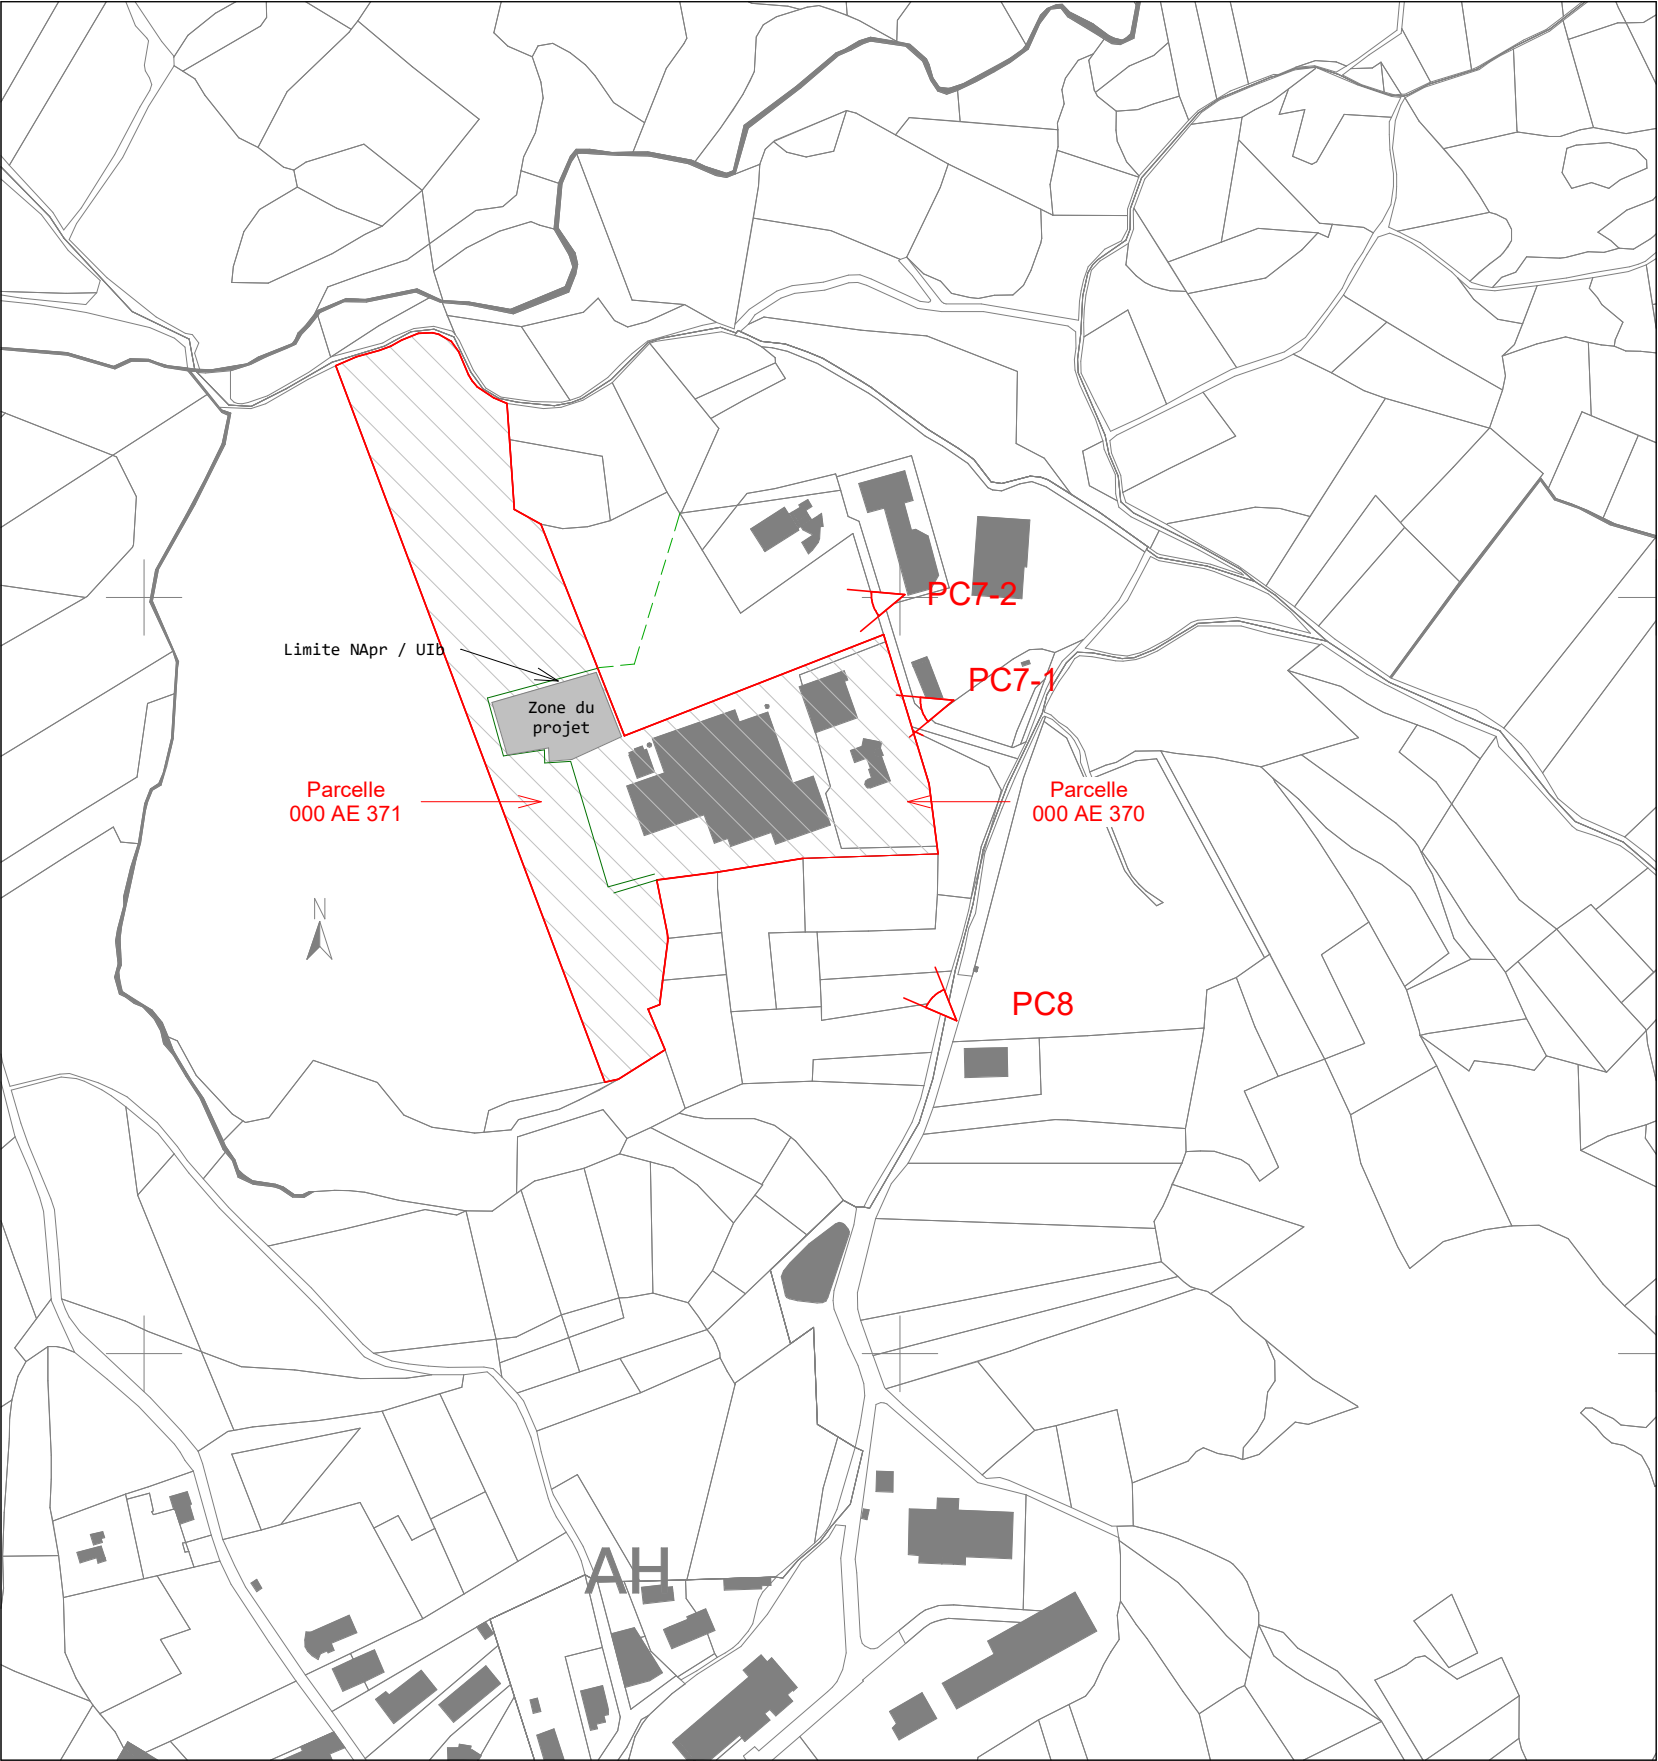 PC7-2
Limite NApr / UIb
PC7-1
Zone du
projet
Parcelle
000 AE 371
Parcelle
000 AE 370
N
PC8
AH